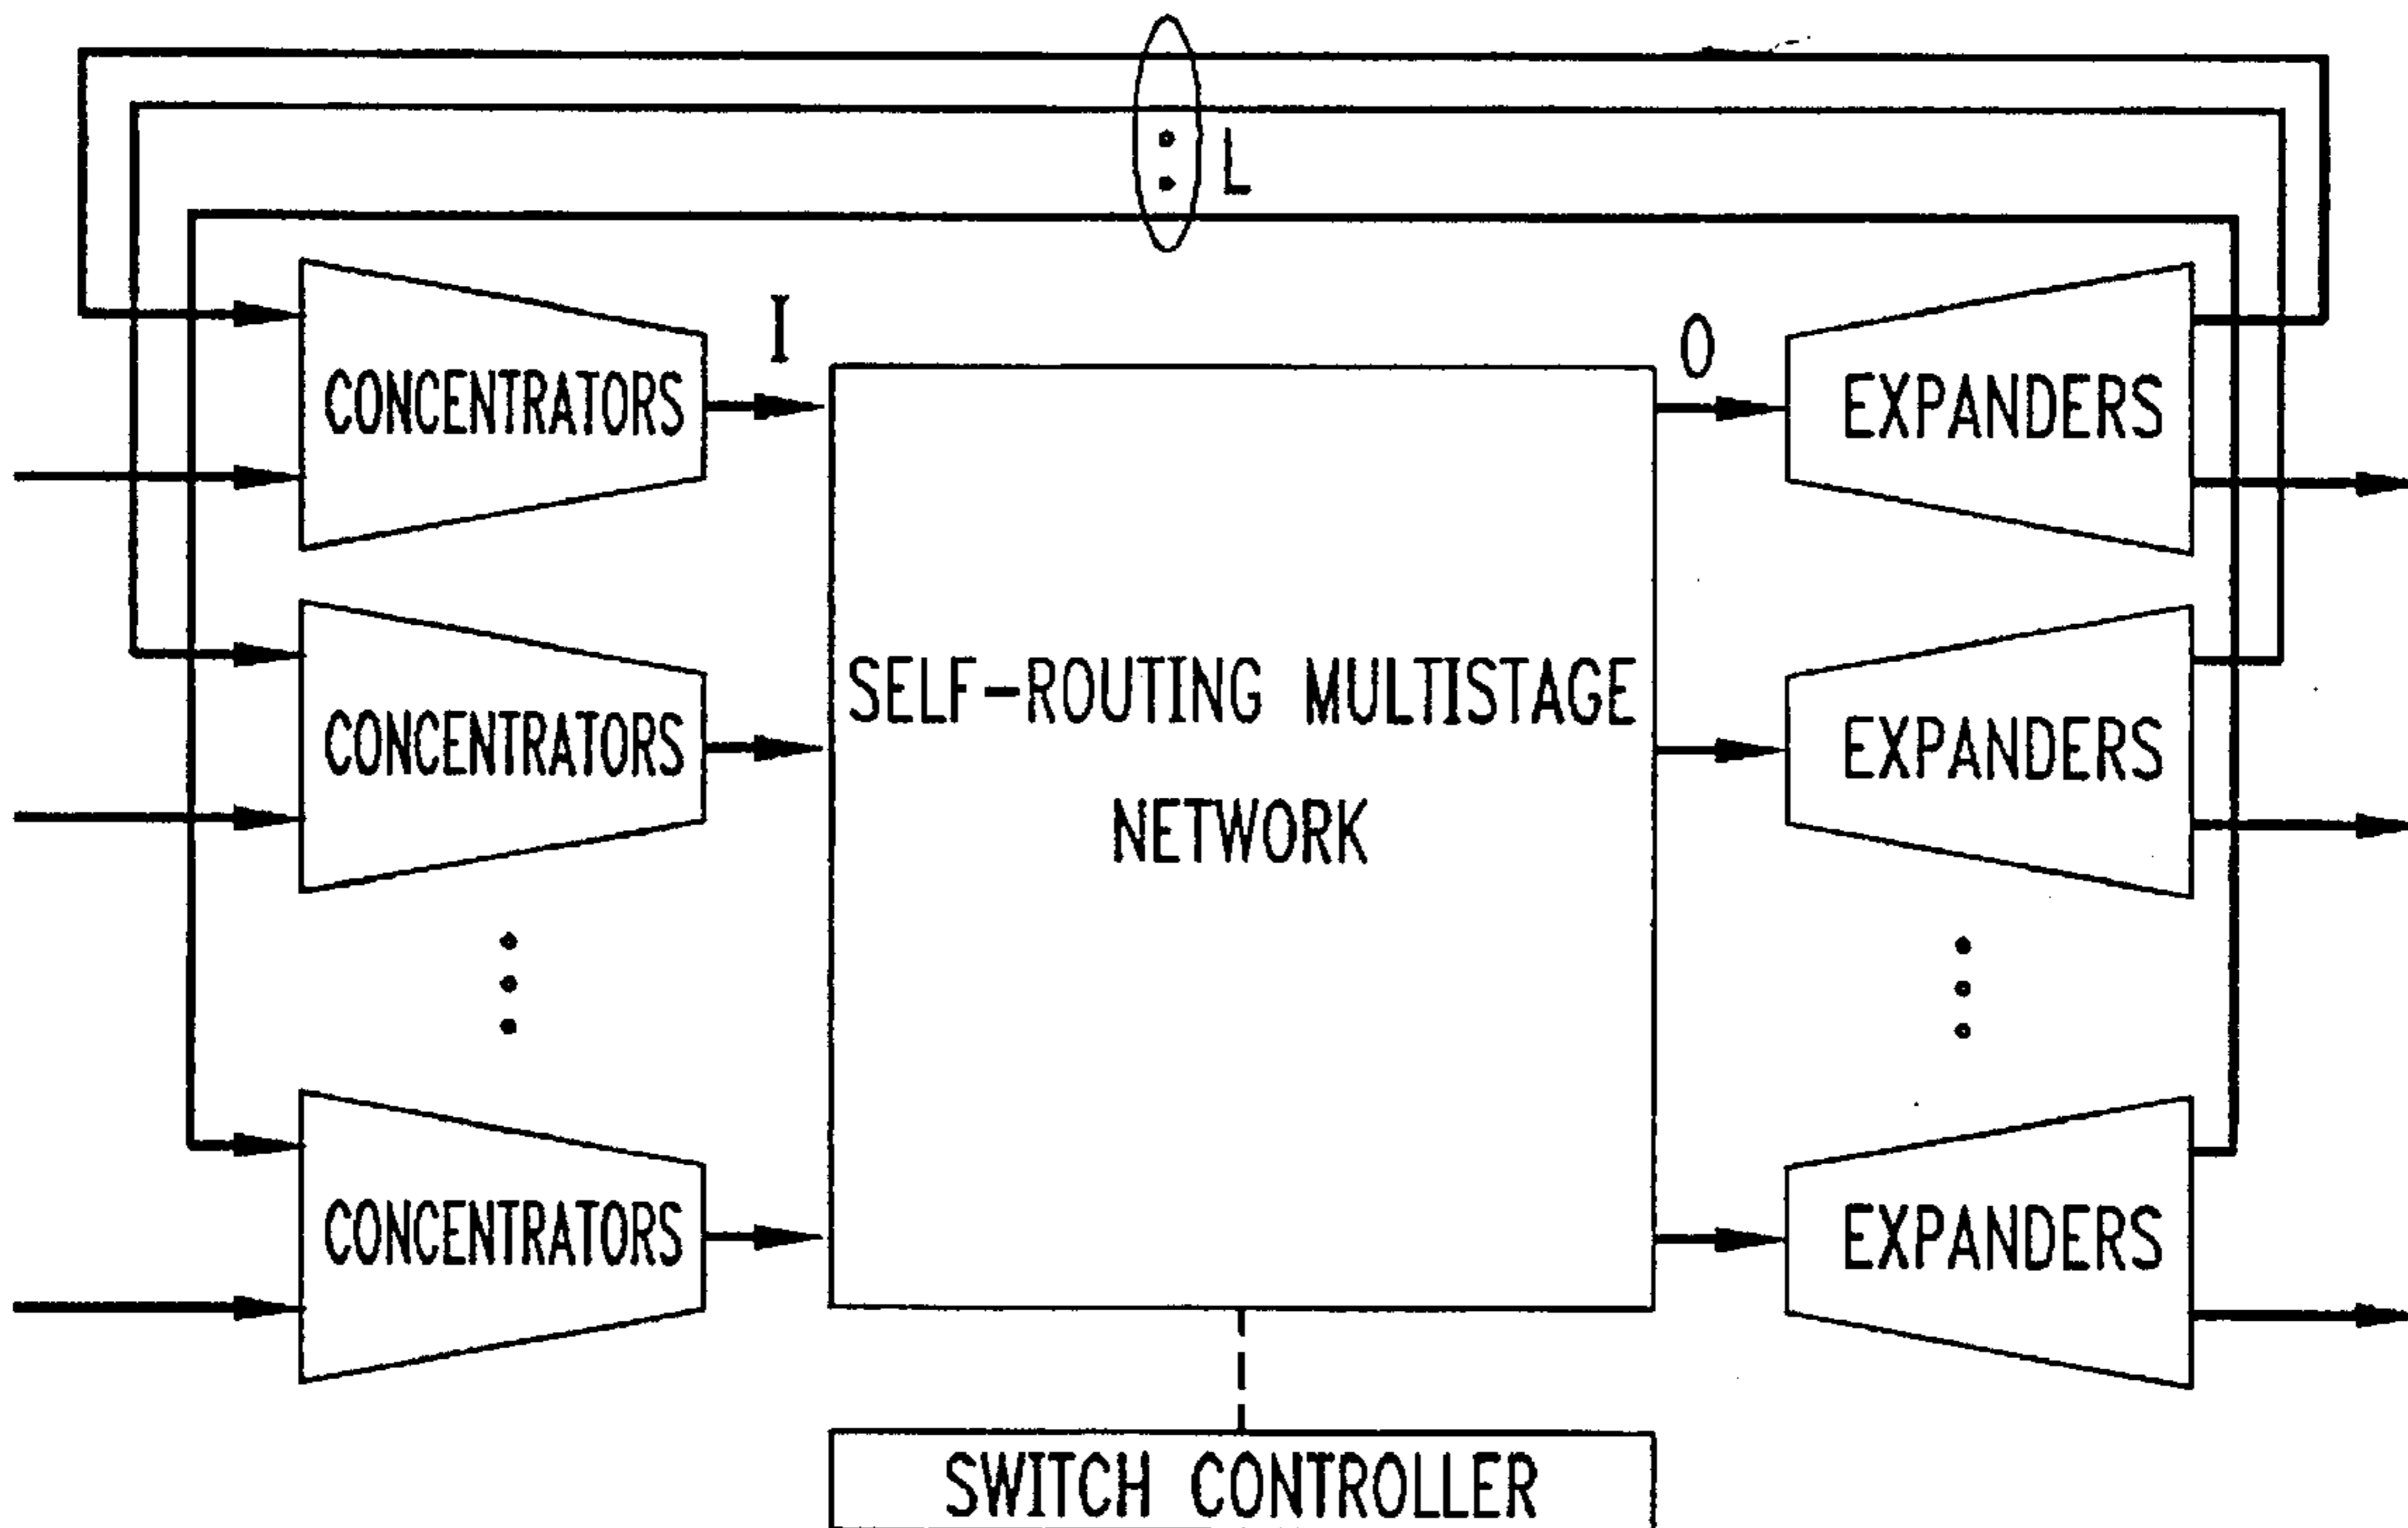 L
I
O
CONCENTRATORS
EXPANDERS
SELF-ROUTING MULTISTAGE
NETWORK
CONCENTRATORS
EXPANDERS
CONCENTRATORS
EXPANDERS
SWITCH CONTROLLER